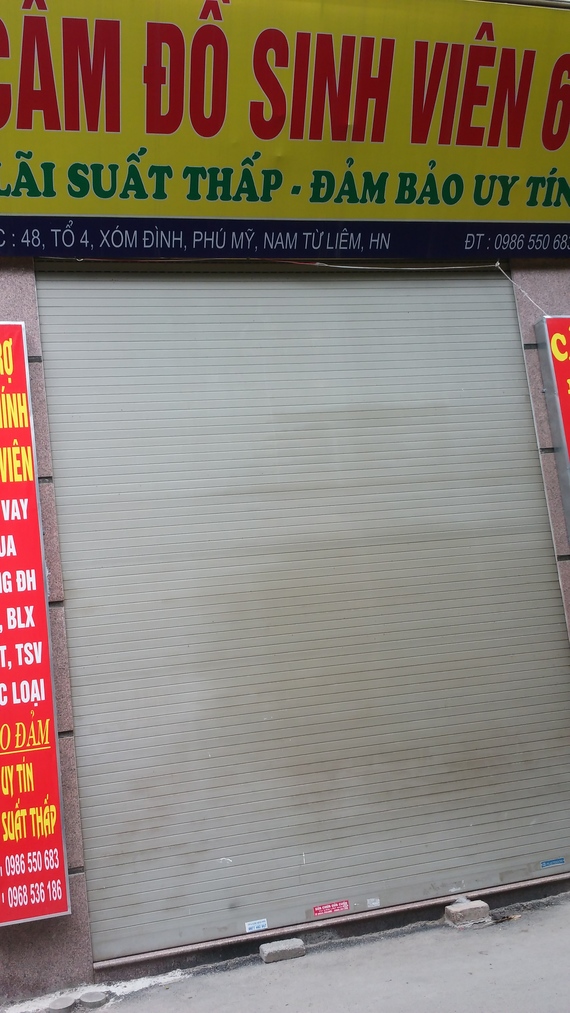 CẦM ĐỒ SINH VIÊN 6
LÃI SUẤT THẤP - ĐẢM BẢO UY TÍN
C : 48, TỔ 4, XÓM ĐÌNH, PHÚ MỸ, NAM TỪ LIÊM, HN
ĐT : 0986 550 683
VIÊN
VAY
NG ĐH
, BLX
T, TSV
C LOẠI
O ĐẢM
UY TÍN
SUẤT THẤP
0986 550 683
: 0968 536 186